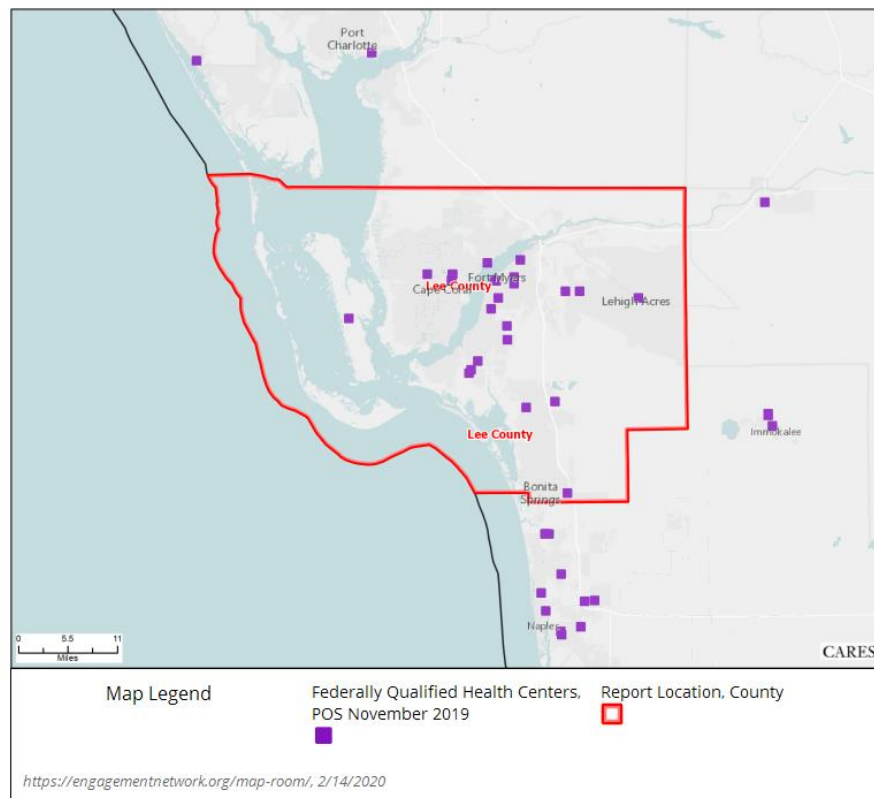 Port
Charlotte
Fort Myers
Lee County
Cape Coral
Lehigh Acres
Lee County
Immokalee
Bonita
Springs
Naples
0 5.5 11
Miles
CARES
Map Legend
Federally Qualified Health Centers,
POS November 2019
Report Location, County
https://engagementnetwork.org/map-room/, 2/14/2020